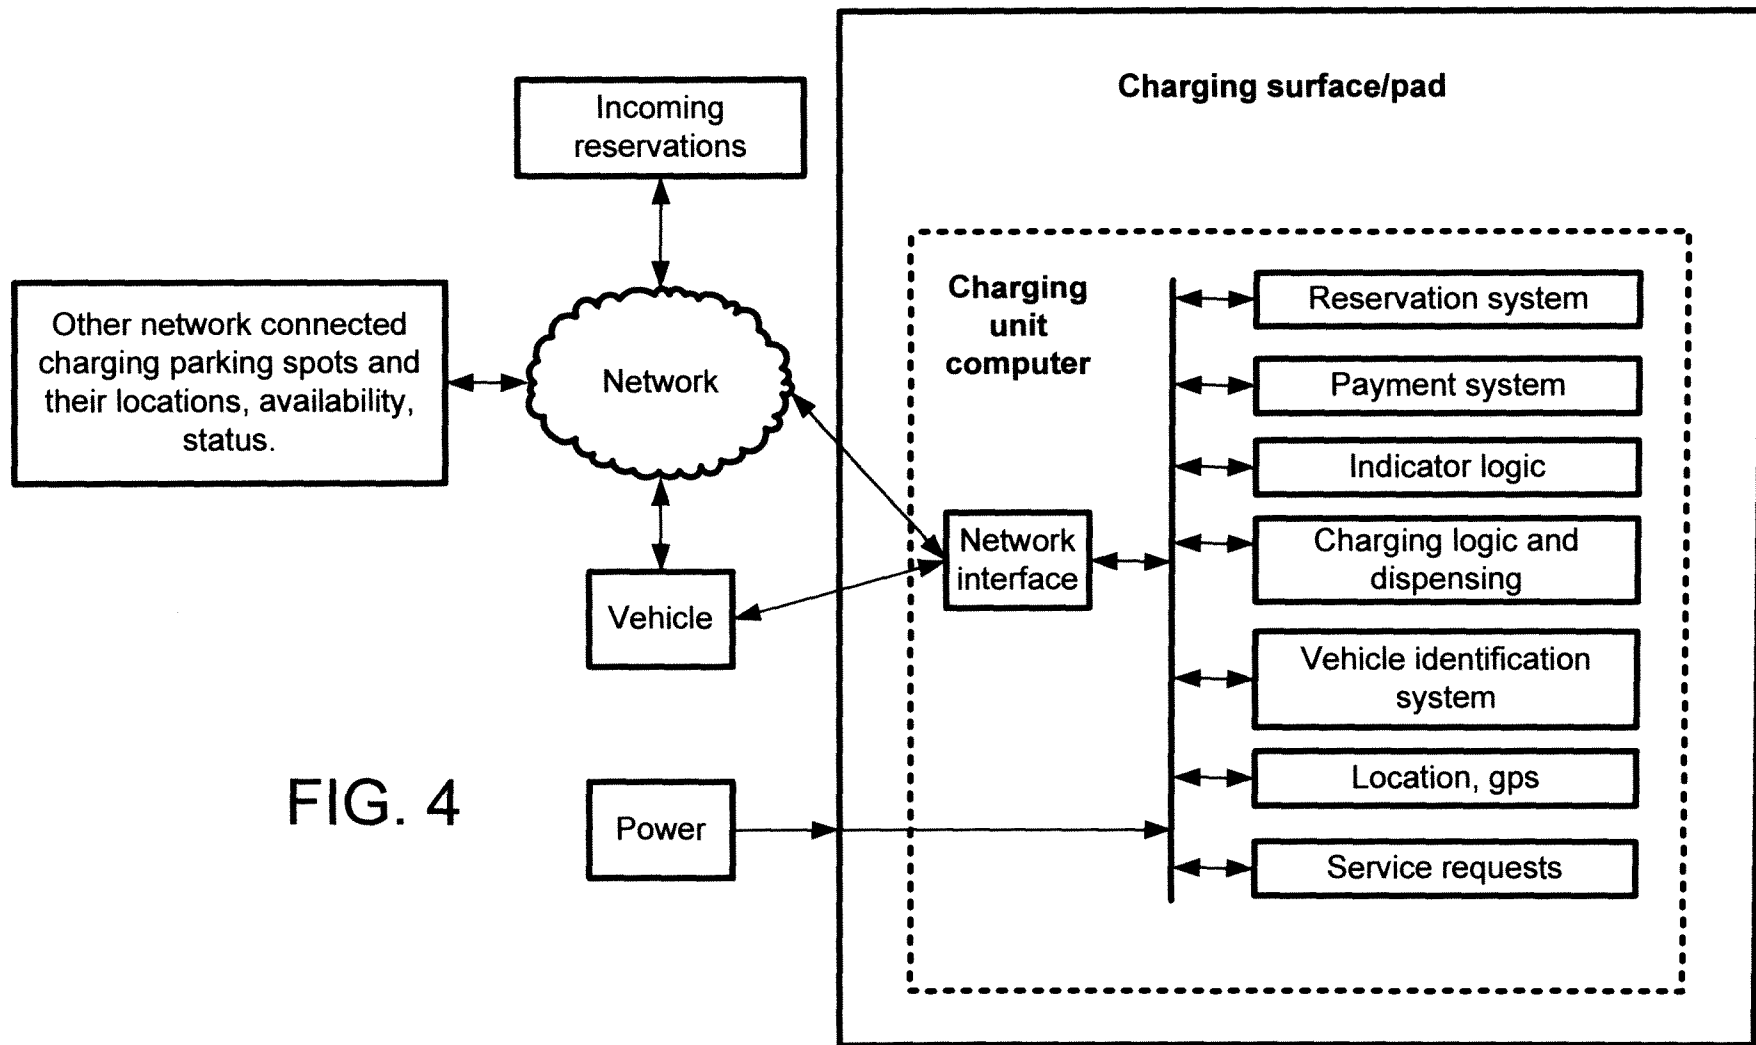 Charging surface/pad
Incoming
reservations
Other network connected
charging parking spots and
their locations, availability,
status.
Network
Charging
unit
computer
Reservation system
Payment system
Indicator logic
Network
interface
Charging logic and
dispensing
Vehicle
Vehicle identification
system
Location, gps
FIG. 4
Power
Service requests